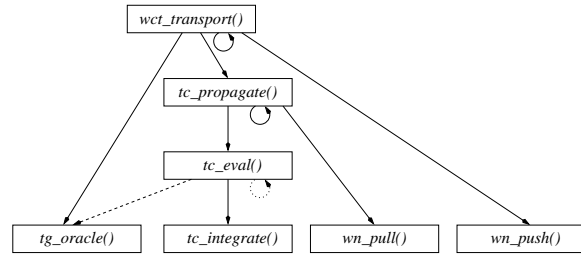 wct_transport()
tc_propagate()
tc_eval()
tg_oracle()
tc_integrate()
wn_pull()
wn_push()